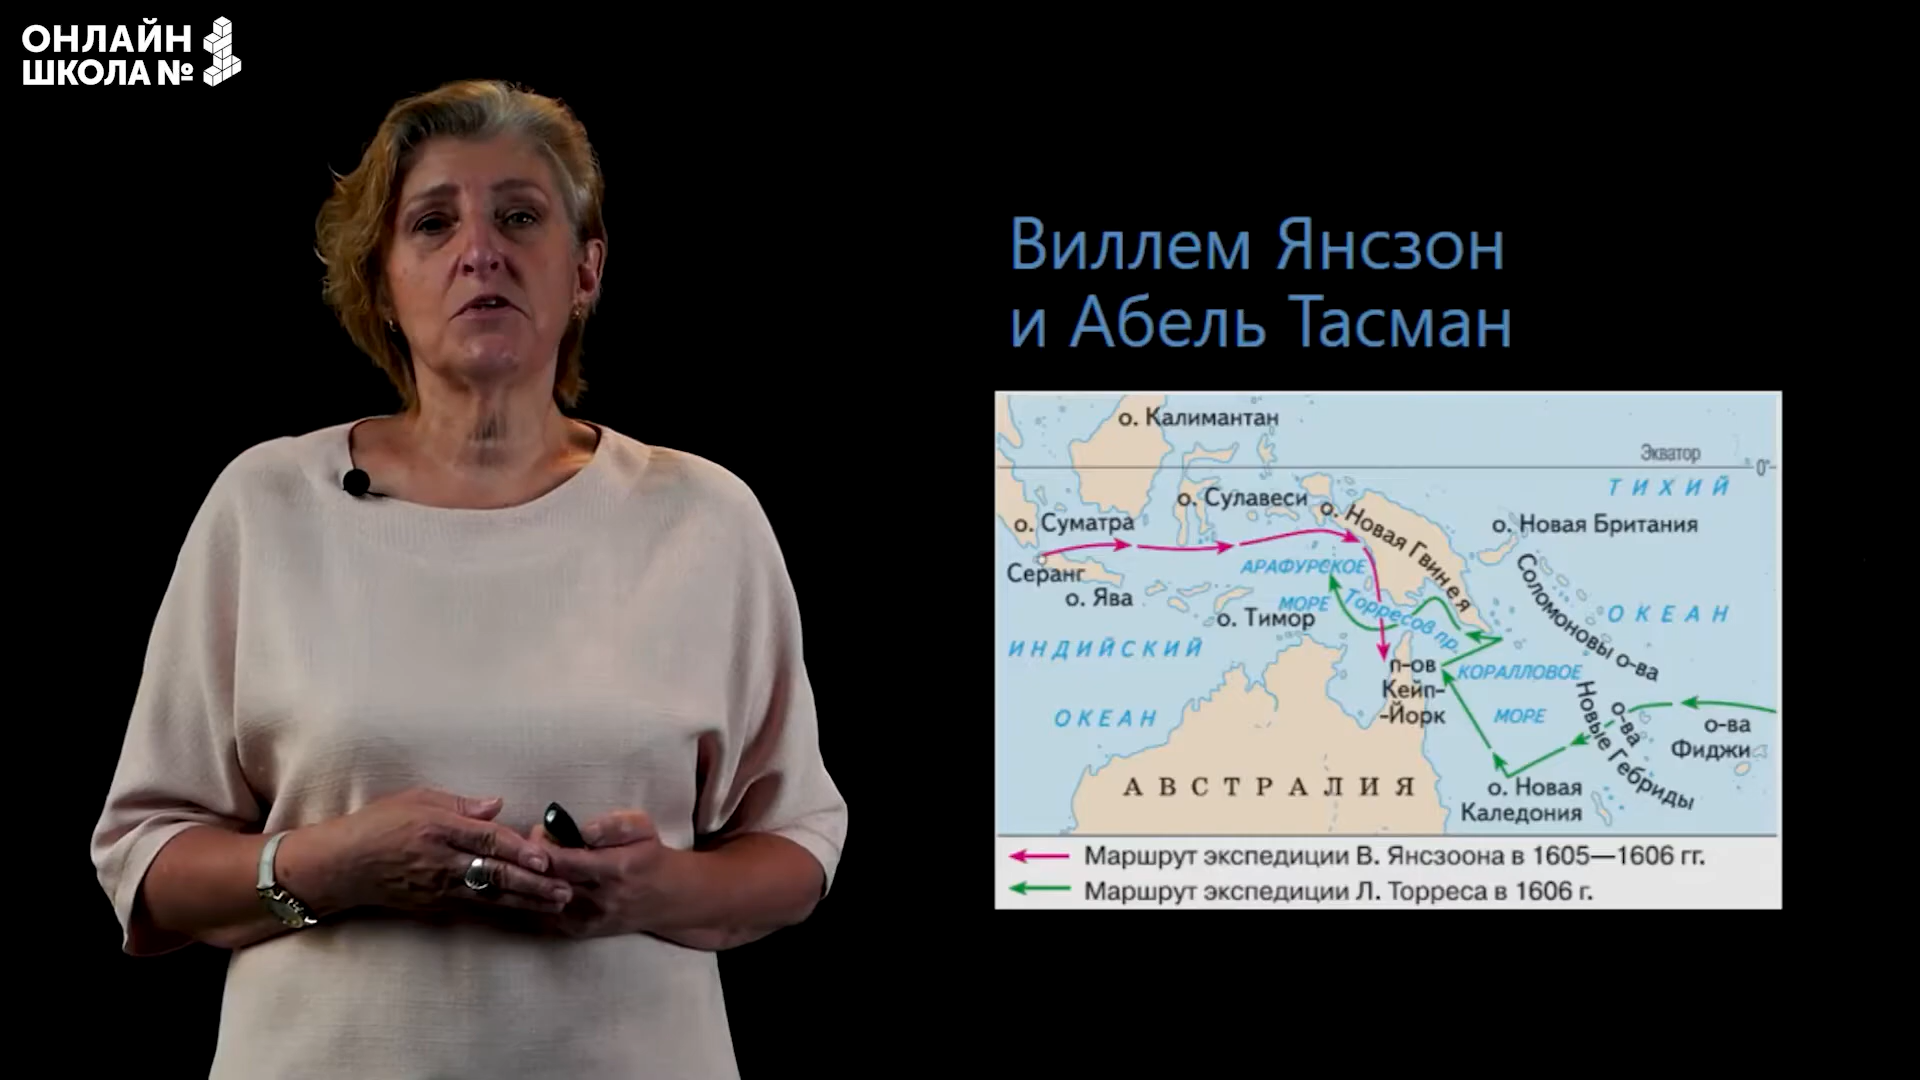 ОНЛАЙН
ШКОЛА №1
Виллем Янсзон
и Абель Тасман
о. Калимантан
Экватор
0°
ТИХИЙ
о. Сулавеси
о. Новая Гвинея
о. Суматра
о. Новая Британия
Серанг
АРАФУРСКОЕ
о. Ява
МОРЕ
Торресов пр.
Соломоновы о-ва
о. Тимор
ОКЕАН
ИНДИЙСКИЙ
п-ов
Кейп-
-Йорк
КОРАЛЛОВОЕ
ОКЕАН
МОРЕ
о-ва
Новые Гебриды
о-ва
Фиджи
АВСТРАЛИЯ
о. Новая
Каледония
Маршрут экспедиции В. Янсзоона в 1605—1606 гг.
Маршрут экспедиции Л. Торреса в 1606 г.